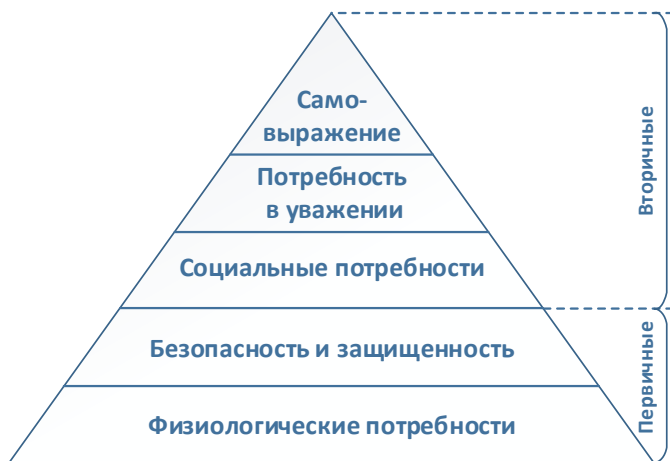 Само-
выражение
Потребность
в уважении
Социальные потребности
Безопасность и защищенность
Физиологические потребности
Вторичные
Первичные